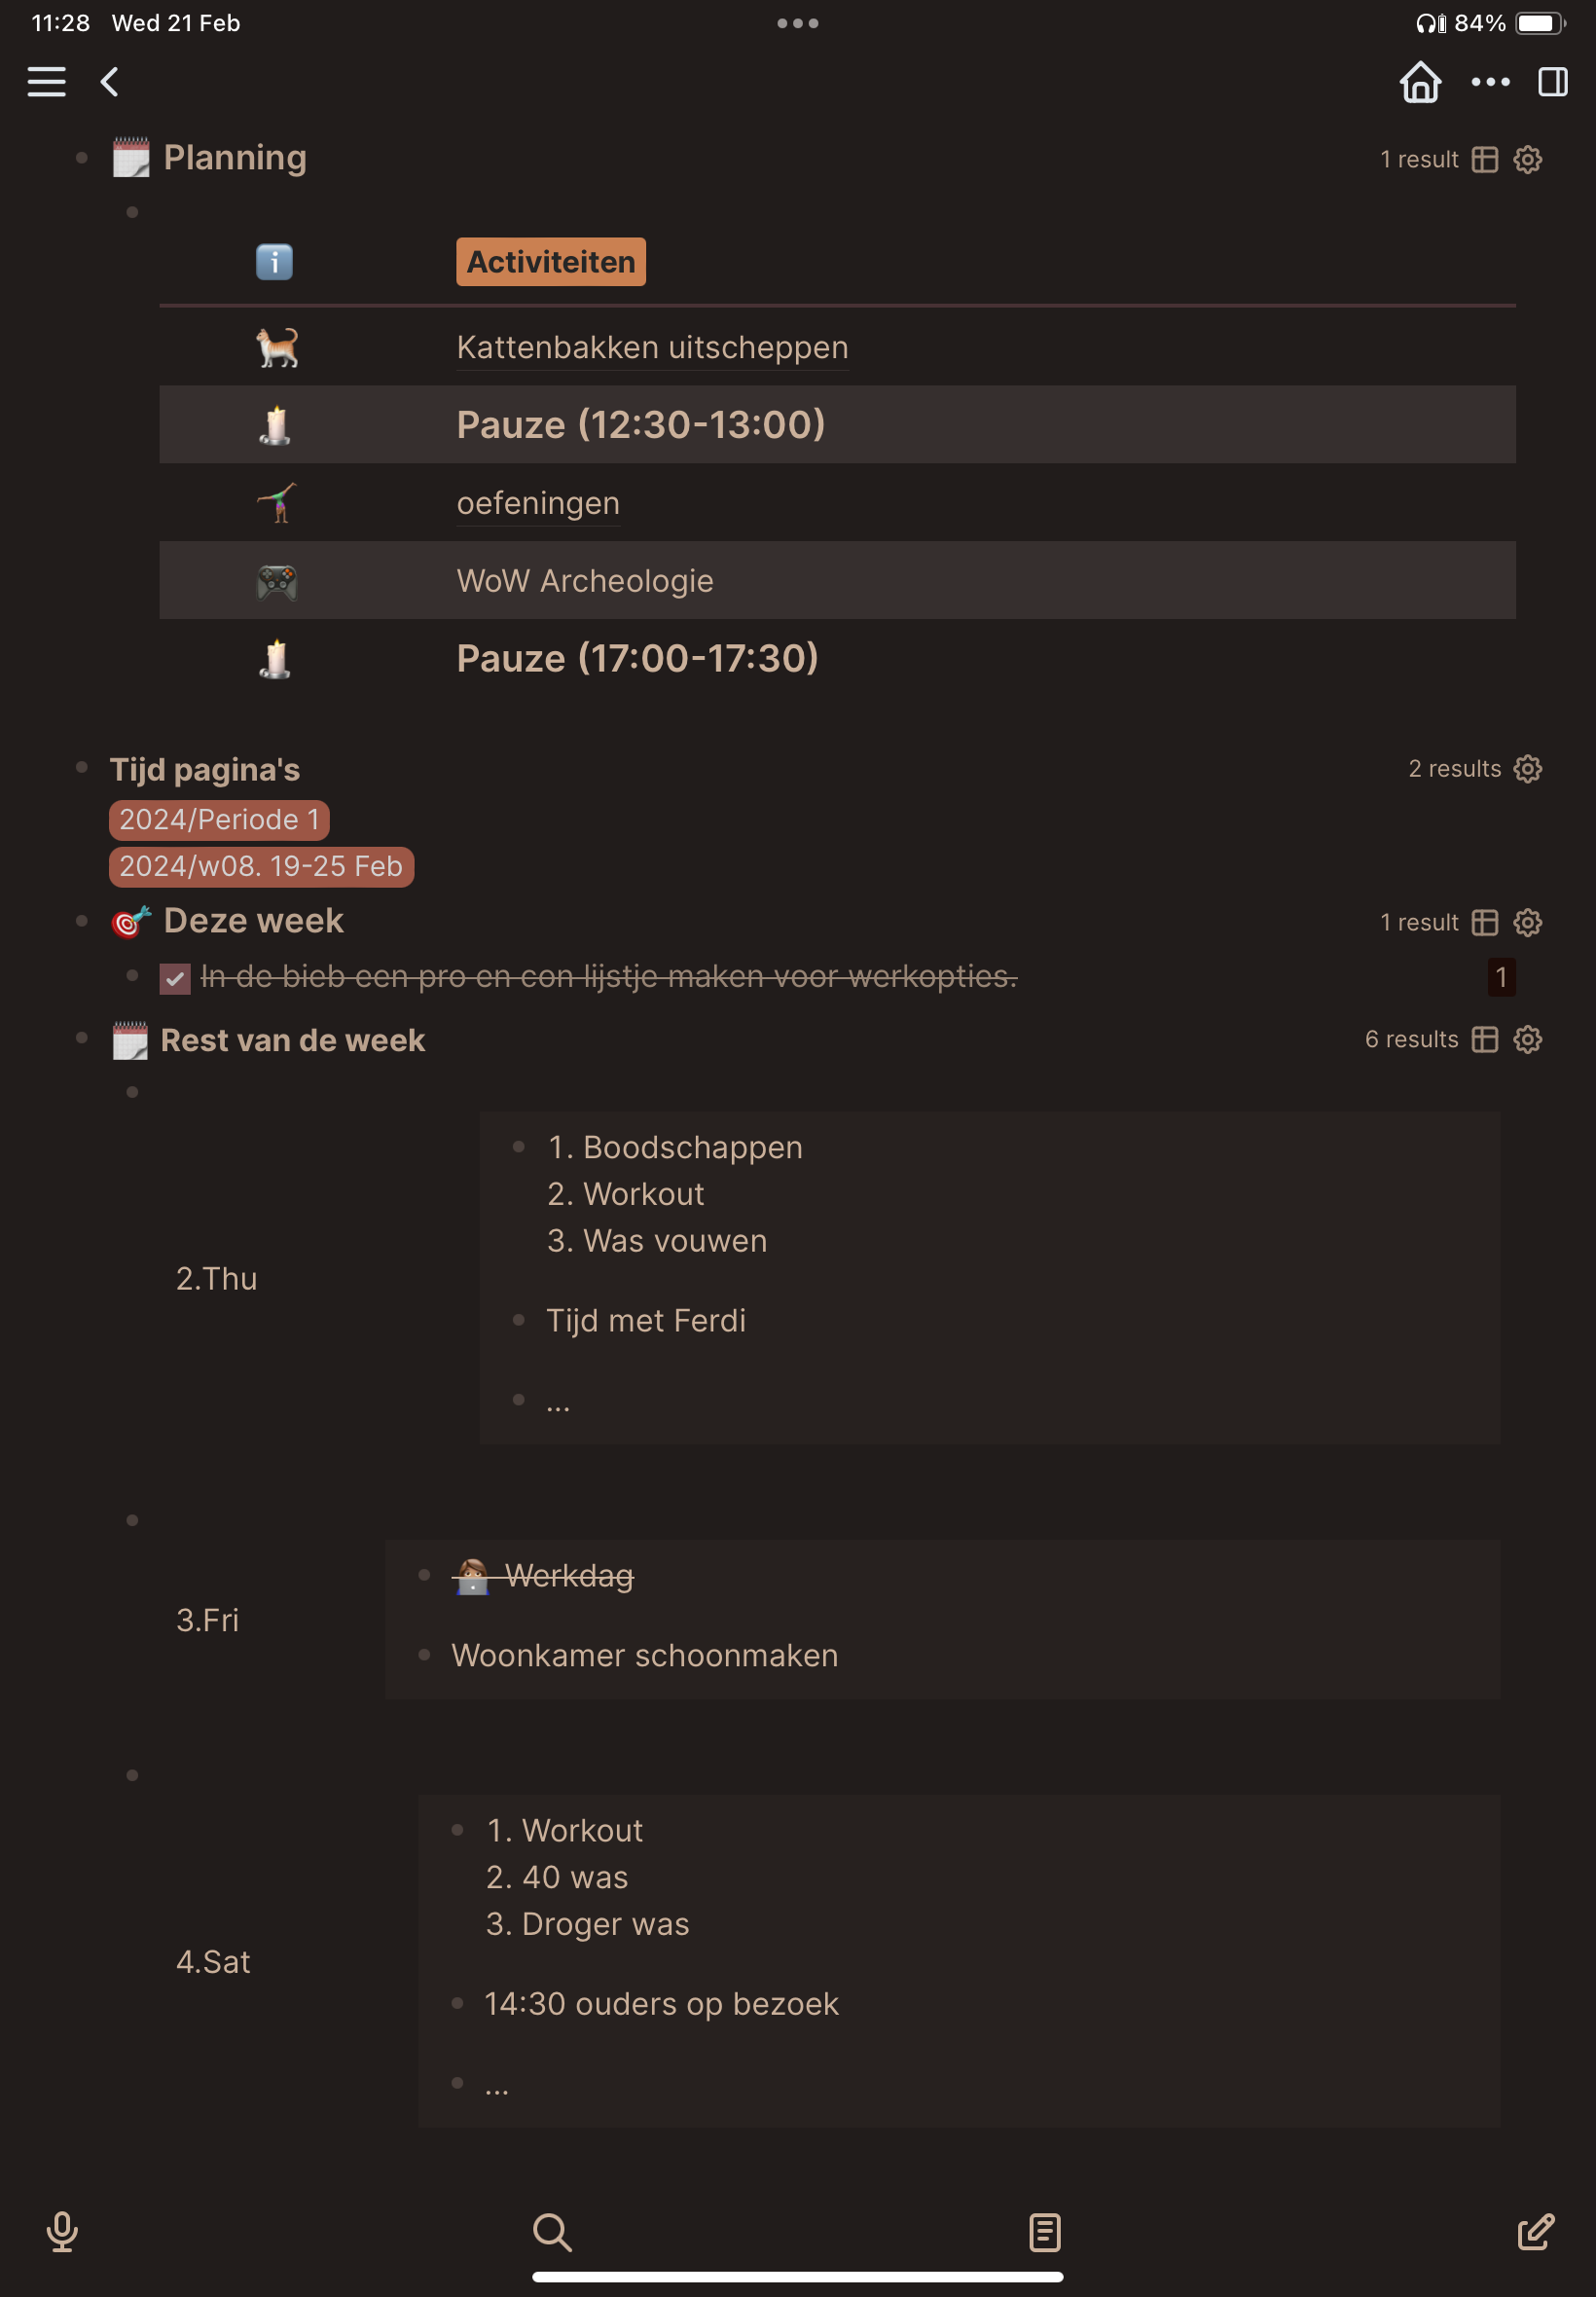 11:28 Wed 21 Feb 84%
Planning 1 result
Activiteiten
Kattenbakken uitscheppen
Pauze (12:30-13:00)
oefeningen
WoW Archeologie
Pauze (17:00-17:30)
Tijd pagina's 2 results
2024/Periode 1
2024/w08. 19-25 Feb
Deze week 1 result
In de bieb een pro en con lijstje maken voor werkopties. 1
Rest van de week 6 results
1. Boodschappen
2. Workout
3. Was vouwen
2.Thu
Tijd met Ferdi
...
Werkdag
3.Fri
Woonkamer schoonmaken
1. Workout
2. 40 was
3. Droger was
4.Sat
14:30 ouders op bezoek
...